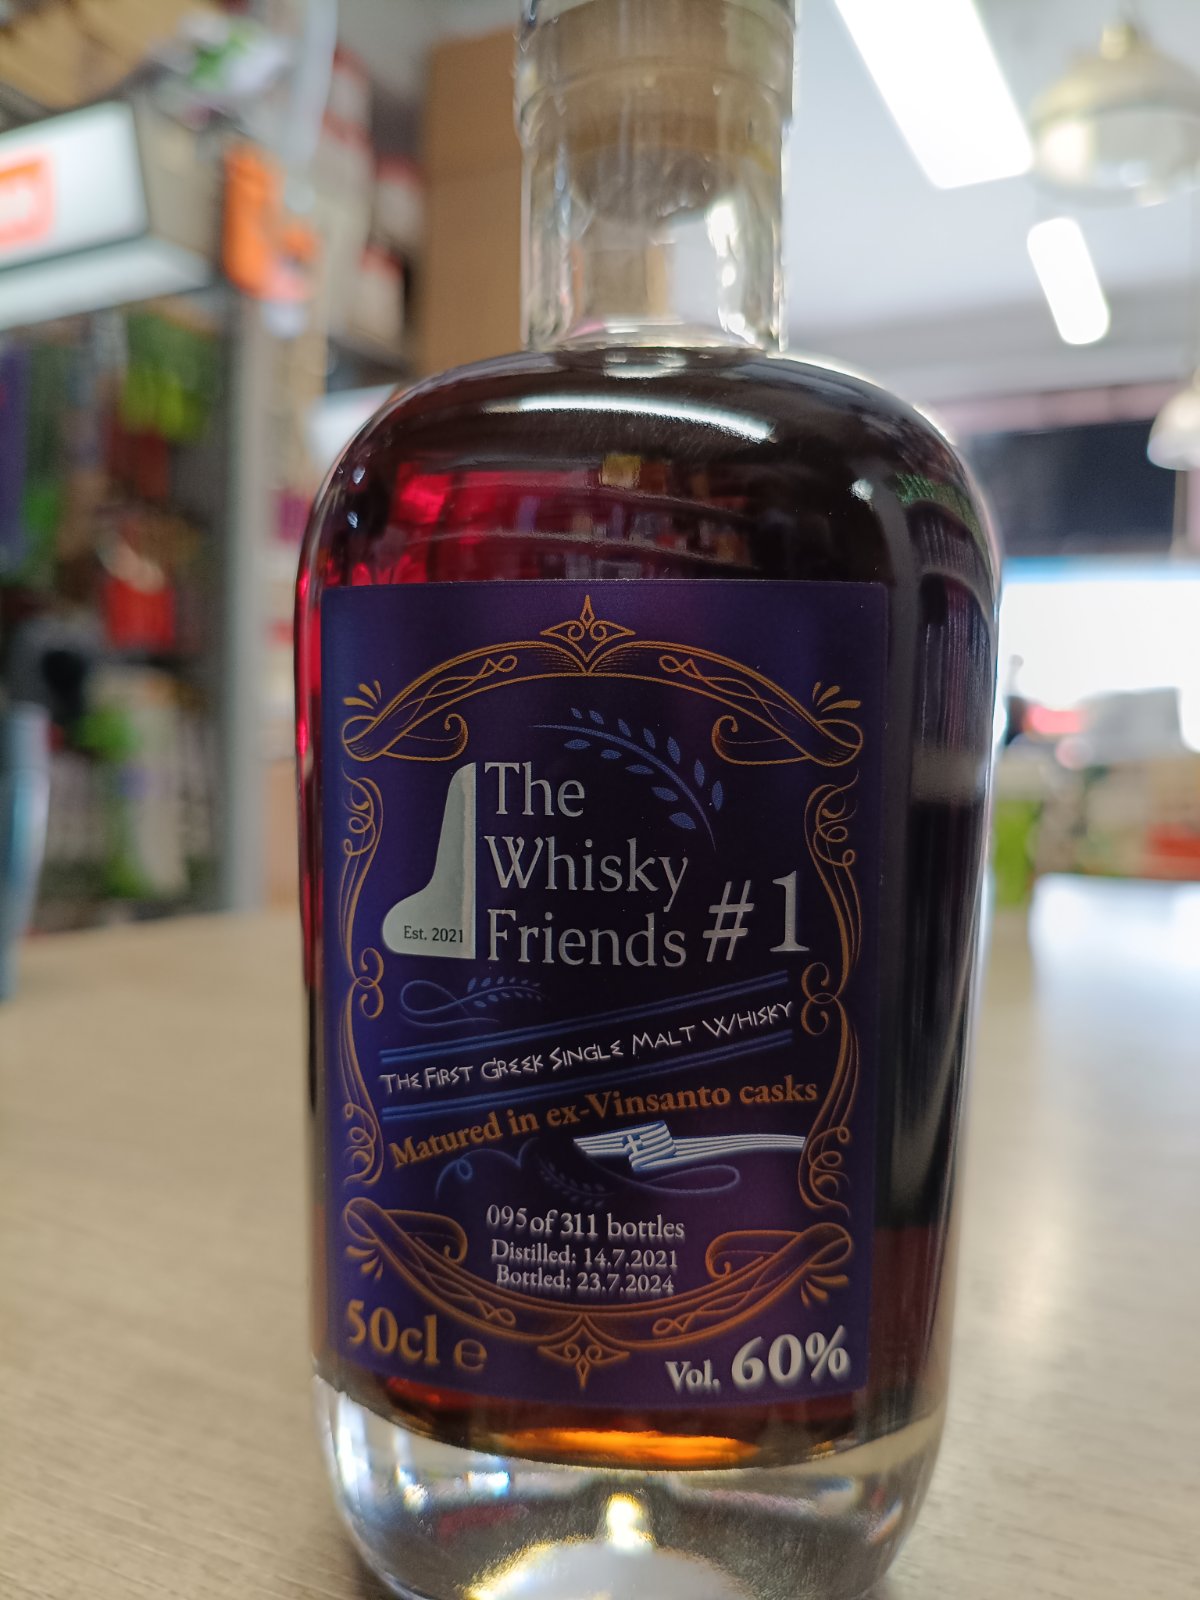 The
Whisky
Friends #1
Est. 2021
The First Greek Single Malt Whisky
Matured in ex-Vinsanto casks
095 of 311 bottles
Distilled: 14.7.2021
Bottled: 23.7.2024
50cl ℮
Vol. 60%